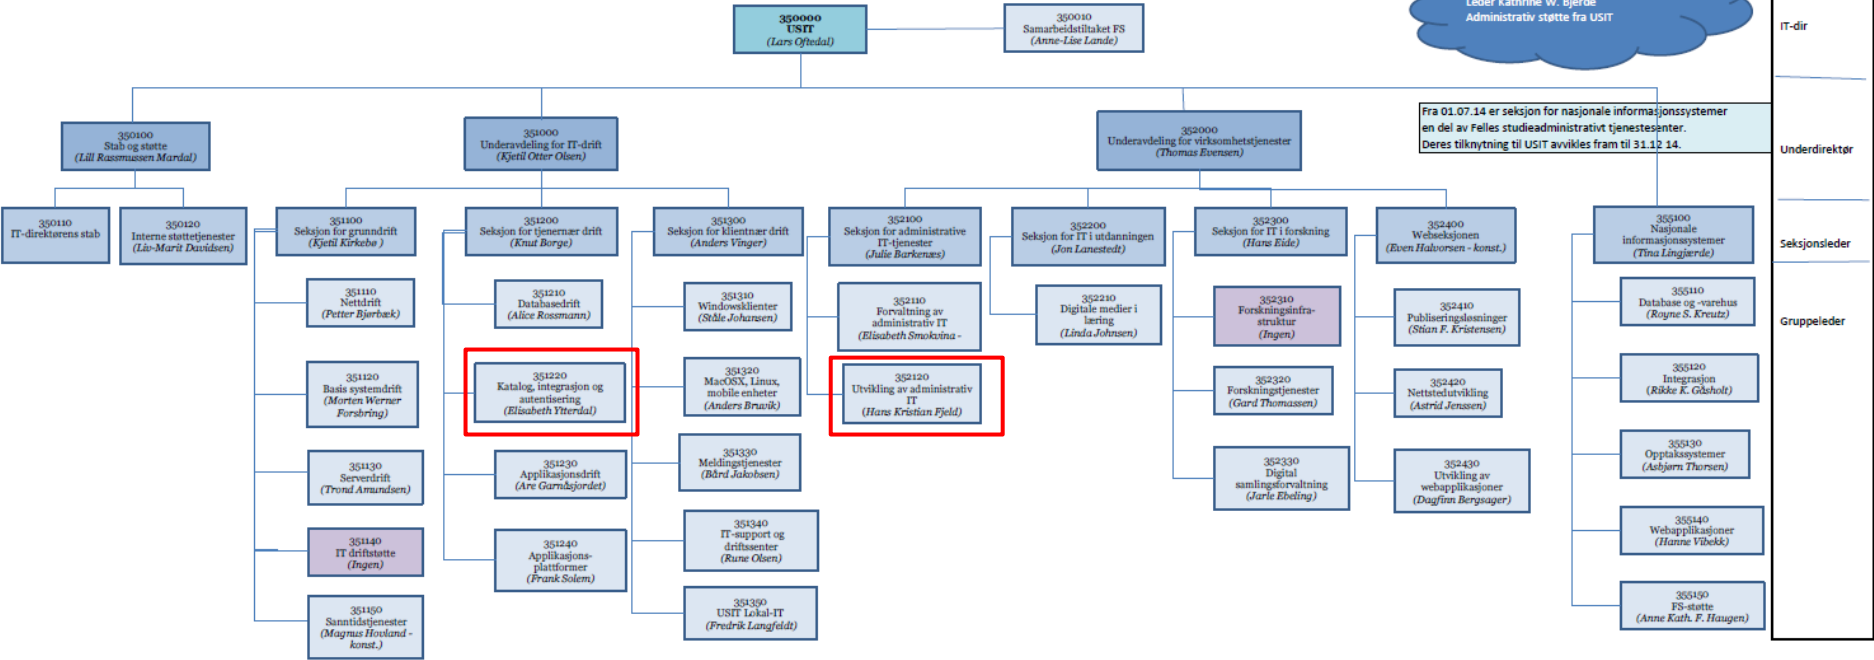 350000
USIT
(Lars Oftedal)
350010
Samarbeidstiltaket FS
(Anne-Lise Lande)
Leder Kathrine W. Bjerde
Administrativ støtte fra USIT
IT-dir
Fra 01.07.14 er seksjon for nasjonale informasjonssystemer
en del av Felles studieadministrativt tjenestesenter.
Deres tilknytning til USIT avvikles fram til 31.12 14.
Underdirektør
350100
Stab og støtte
(Lill Rassmussen Mardal)
351000
Underavdeling for IT-drift
(Kjetil Otter Olsen)
352000
Underavdeling for virksomhetstjenester
(Thomas Evensen)
350110
IT-direktørens stab
350120
Interne støttetjenester
(Liv-Marit Davidsen)
351100
Seksjon for grunndrift
(Kjetil Kirkebø )
351200
Seksjon for tjenernær drift
(Knut Borge)
351300
Seksjon for klientnær drift
(Anders Vinger)
352100
Seksjon for administrative
IT-tjenester
(Julie Barkenæs)
352200
Seksjon for IT i utdanningen
(Jon Lanestedt)
352300
Seksjon for IT i forskning
(Hans Eide)
352400
Webseksjonen
(Even Halvorsen - konst.)
355100
Nasjonale
informasjonssystemer
(Tina Lingjærde)
Seksjonsleder
351110
Nettdrift
(Petter Bjørbæk)
351120
Basis systemdrift
(Morten Werner
Forsbring)
351130
Serverdrift
(Trond Amundsen)
351140
IT driftstøtte
(Ingen)
351150
Sanntidstjenester
(Magnus Hovland -
konst.)
351210
Databasedrift
(Alice Rossmann)
351220
Katalog, integrasjon og
autentisering
(Elisabeth Ytterdal)
351230
Applikasjonsdrift
(Are Garnåsjordet)
351240
Applikasjons-
plattformer
(Frank Solem)
351310
Windowsklienter
(Ståle Johansen)
351320
MacOSX, Linux,
mobile enheter
(Anders Bruvik)
351330
Meldingstjenester
(Bård Jakobsen)
351340
IT-support og
driftssenter
(Rune Olsen)
351350
USIT Lokal-IT
(Fredrik Langfeldt)
352110
Forvaltning av
administrativ IT
(Elisabeth Smokvina -
352120
Utvikling av administrativ
IT
(Hans Kristian Fjeld)
352210
Digitale medier i
læring
(Linda Johnsen)
352310
Forskningsinfra-
struktur
(Ingen)
352320
Forskningstjenester
(Gard Thomassen)
352330
Digital
samlingsforvaltning
(Jarle Ebeling)
352410
Publiseringsløsninger
(Stian F. Kristensen)
352420
Nettstedutvikling
(Astrid Jenssen)
352430
Utvikling av
webapplikasjoner
(Dagfinn Bergsager)
355110
Database og -varehus
(Royne S. Kreutz)
355120
Integrasjon
(Rikke K. Gåsholt)
355130
Opptakssystemer
(Asbjørn Thorsen)
355140
Webapplikasjoner
(Hanne Vibekk)
355150
FS-støtte
(Anne Kath. F. Haugen)
Gruppeleder